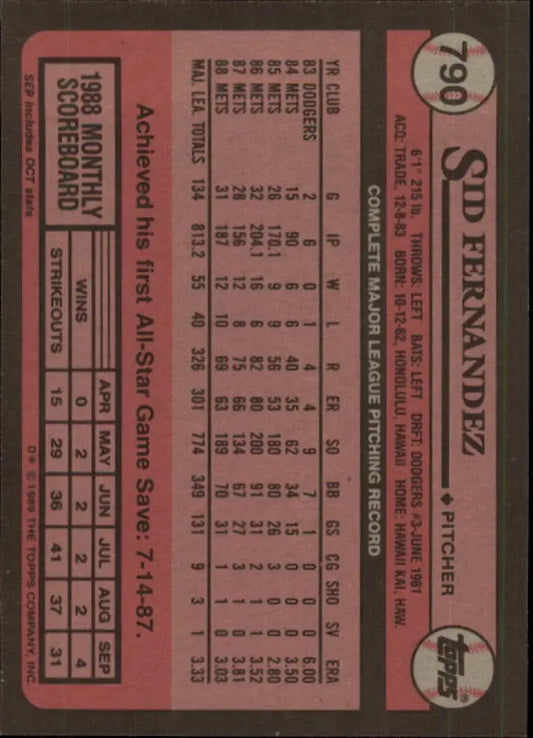 790
SID FERNANDEZ ♦ PITCHER
TOPPS®
6'1" 215 lb. THROWS: LEFT BATS: LEFT DRFT: DODGERS #3-JUNE 1981
ACQ: TRADE, 12-8-83 BORN: 10-12-62, HONOLULU, HAWAII HOME: HAWAII KAI, HAW.
COMPLETE MAJOR LEAGUE PITCHING RECORD
YR CLUB G IP W L R ER SO BB GS CG SHO SV ERA
83 DODGERS 2 6 0 1 4 4 9 7 1 0 0 0 6.00
84 METS 15 90 6 6 40 35 62 34 15 0 0 0 3.50
85 METS 26 170.1 9 9 56 53 180 80 26 3 0 0 2.80
86 METS 32 204.1 16 6 82 80 200 91 31 2 1 1 3.52
87 METS 28 156 12 8 75 66 134 67 27 3 1 0 3.81
88 METS 31 187 12 10 69 63 189 70 31 1 1 0 3.03
MAJ. LEA. TOTALS 134 813.2 55 40 326 301 774 349 131 9 3 1 3.33
Achieved his first All-Star Game Save: 7-14-87.
1988 MONTHLY SCOREBOARD
APR MAY JUN JUL AUG SEP
WINS 0 2 2 2 2 4
STRIKEOUTS 15 29 36 41 37 31
SEP includes OCT stats
D* © 1989 THE TOPPS COMPANY, INC.